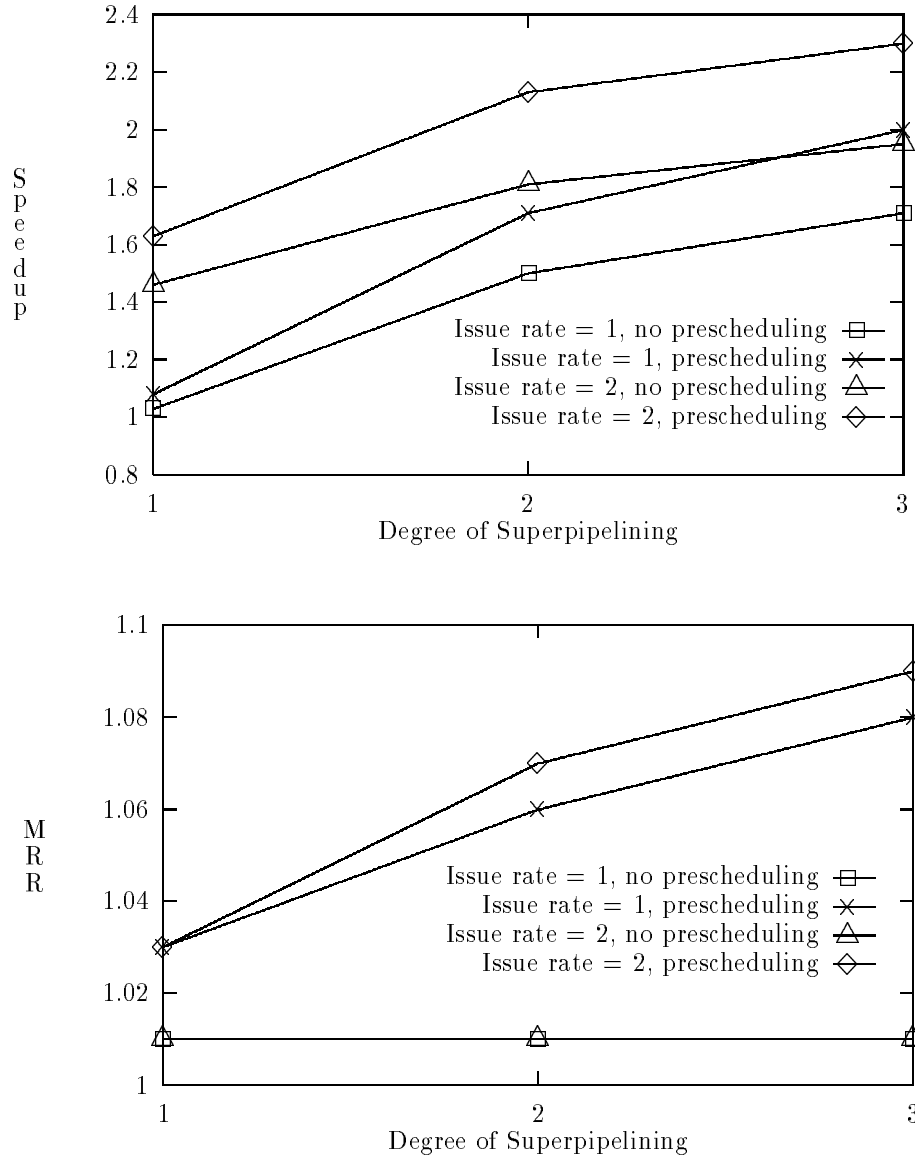 2.4
2.2
2
1.8
1.6
1.4
1.2
1
0.8
Speedup
Issue rate = 1, no prescheduling
Issue rate = 1, prescheduling
Issue rate = 2, no prescheduling
Issue rate = 2, prescheduling
1 2 3
Degree of Superpipelining
1.1
1.08
1.06
1.04
1.02
1
MRR
Issue rate = 1, no prescheduling
Issue rate = 1, prescheduling
Issue rate = 2, no prescheduling
Issue rate = 2, prescheduling
1 2 3
Degree of Superpipelining